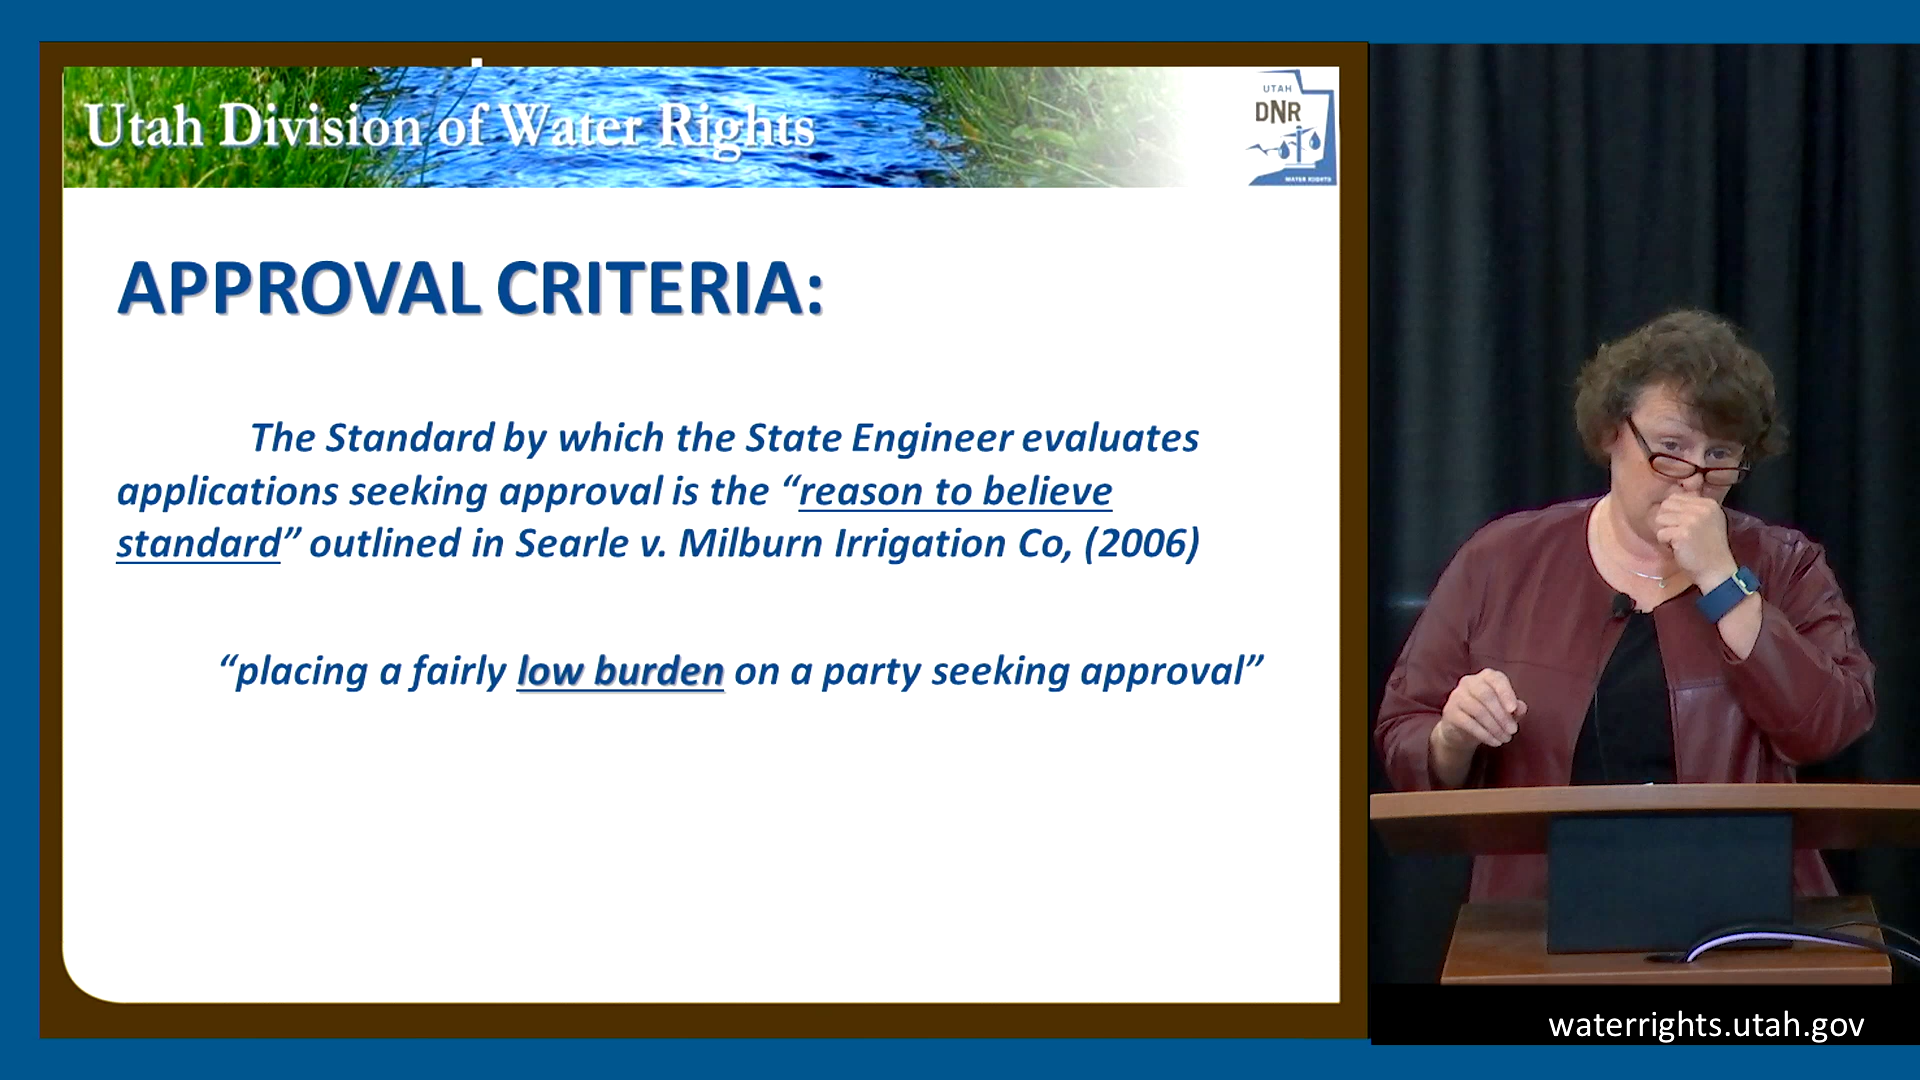 Utah Division of Water Rights
UTAH
DNR
WATER RIGHTS
APPROVAL CRITERIA:
The Standard by which the State Engineer evaluates
applications seeking approval is the “reason to believe
standard” outlined in Searle v. Milburn Irrigation Co, (2006)
“placing a fairly low burden on a party seeking approval”
waterrights.utah.gov